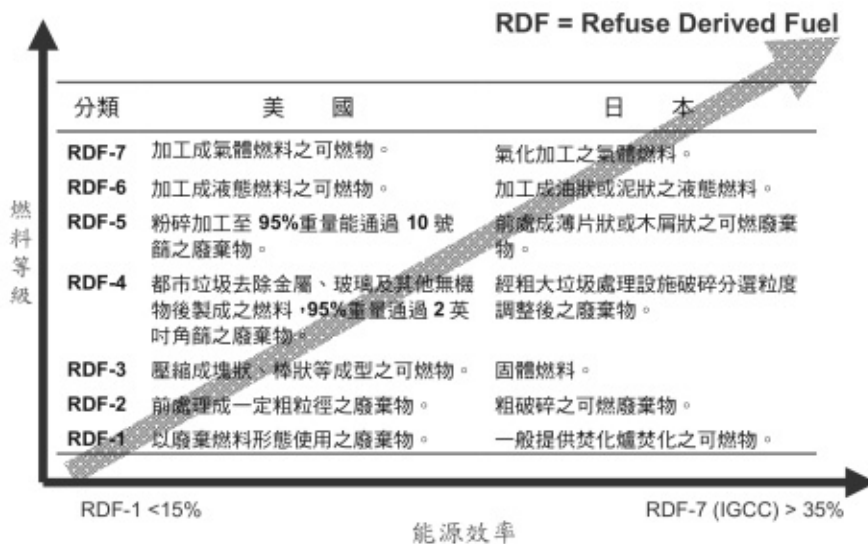 RDF = Refuse Derived Fuel
分類 美 國 日 本
RDF-7 加工成氣體燃料之可燃物。 氣化加工之氣體燃料。
RDF-6 加工成液態燃料之可燃物。 加工成油狀或泥狀之液態燃料。
RDF-5 粉碎加工至 95%重量能通過 10 號 前處成薄片狀或木屑狀之可燃廢棄
篩之廢棄物。 物。
RDF-4 都市垃圾去除金屬、玻璃及其他無機 經粗大垃圾處理設施破碎分選粒度
物後製成之燃料,95%重量通過 2 英 調整後之廢棄物。
吋角篩之廢棄物。
RDF-3 壓縮成塊狀、棒狀等成型之可燃物。 固體燃料。
RDF-2 前處理成一定粗粒徑之廢棄物。 粗破碎之可燃廢棄物。
RDF-1 以廢棄燃料形態使用之廢棄物。 一般提供焚化爐焚化之可燃物。
燃料等級
RDF-1 <15% RDF-7 (IGCC) > 35%
能源效率